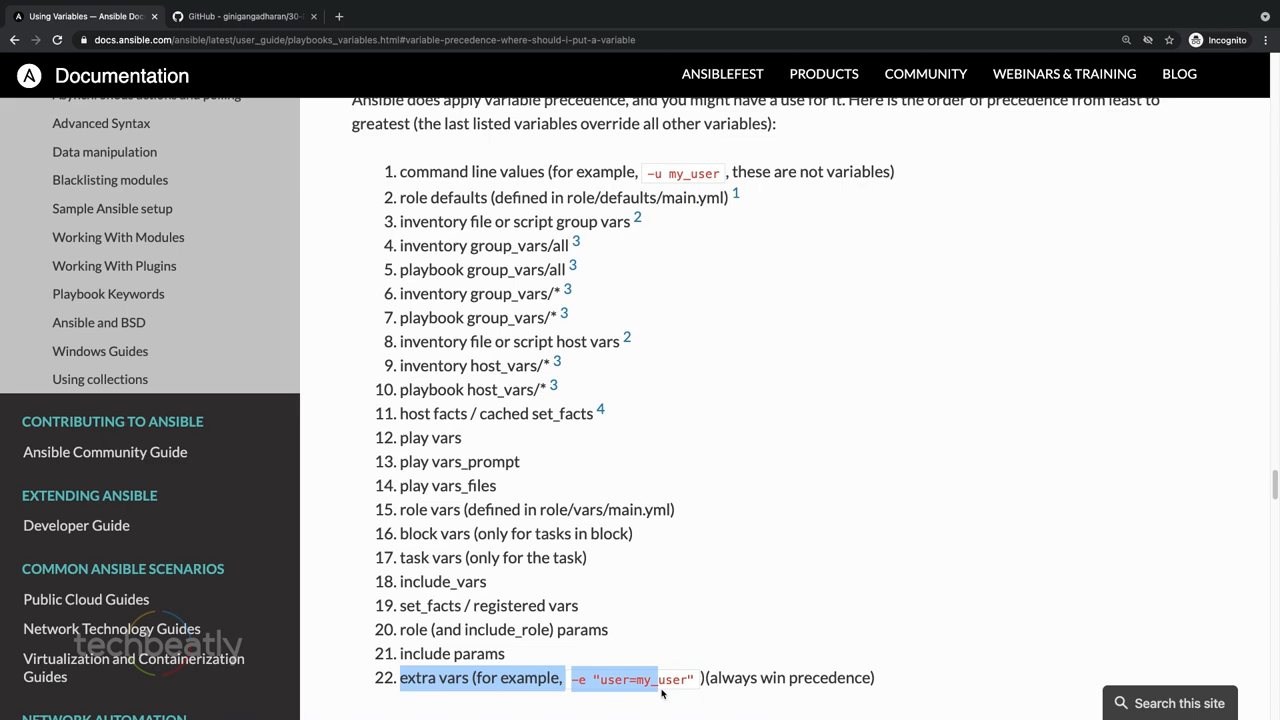 Using Variables — Ansible Doc
GitHub - ginigangadharan/30-
docs.ansible.com/ansible/latest/user_guide/playbooks_variables.html#variable-precedence-where-should-i-put-a-variable
Incognito
A Documentation
ANSIBLEFEST PRODUCTS COMMUNITY WEBINARS & TRAINING BLOG
Asynchronous actions and polling
Advanced Syntax
Data manipulation
Blacklisting modules
Sample Ansible setup
Working With Modules
Working With Plugins
Playbook Keywords
Ansible and BSD
Windows Guides
Using collections
CONTRIBUTING TO ANSIBLE
Ansible Community Guide
EXTENDING ANSIBLE
Developer Guide
COMMON ANSIBLE SCENARIOS
Public Cloud Guides
Network Technology Guides
Virtualization and Containerization
Guides
NETWORK AUTOMATION
techbeatly
Ansible does apply variable precedence, and you might have a use for it. Here is the order of precedence from least to
greatest (the last listed variables override all other variables):
1. command line values (for example, -u my_user, these are not variables)
2. role defaults (defined in role/defaults/main.yml) 1
3. inventory file or script group vars 2
4. inventory group_vars/all 3
5. playbook group_vars/all 3
6. inventory group_vars/* 3
7. playbook group_vars/* 3
8. inventory file or script host vars 2
9. inventory host_vars/* 3
10. playbook host_vars/* 3
11. host facts / cached set_facts 4
12. play vars
13. play vars_prompt
14. play vars_files
15. role vars (defined in role/vars/main.yml)
16. block vars (only for tasks in block)
17. task vars (only for the task)
18. include_vars
19. set_facts / registered vars
20. role (and include_role) params
21. include params
22. extra vars (for example, -e "user=my_user" )(always win precedence)
Search this site